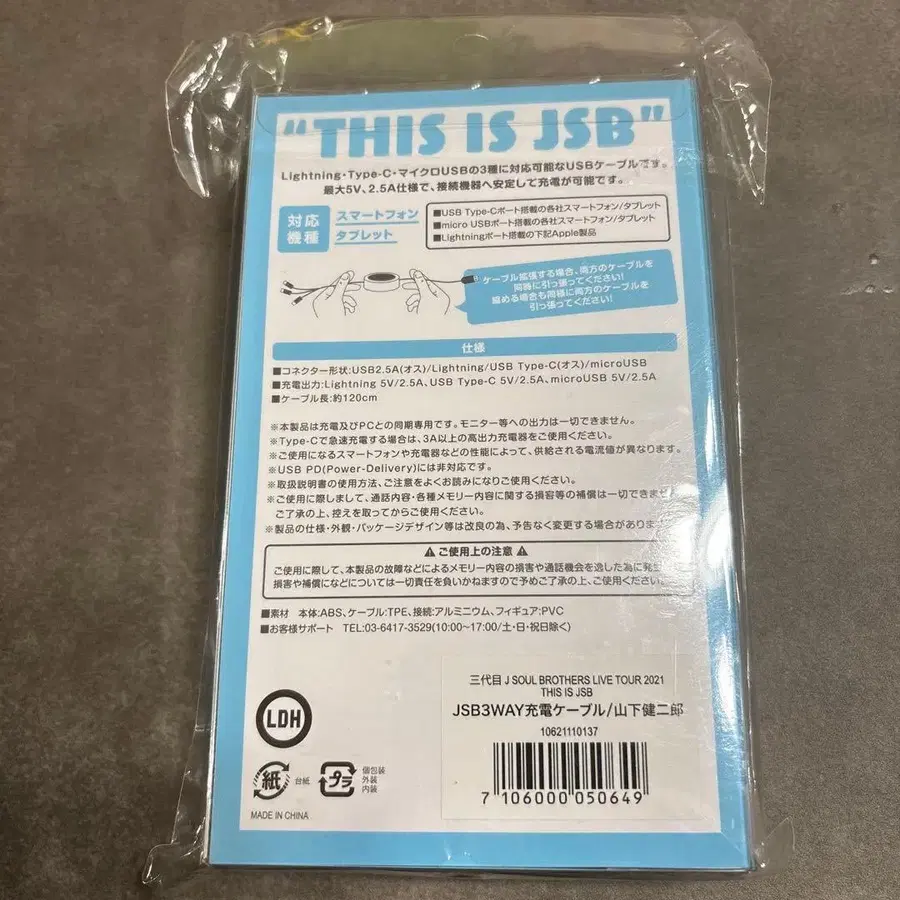 "THIS IS JSB"
Lightning・Type-C・マイクロUSBの3種に対応可能なUSBケーブルです。
最大5V、2.5A仕様で、接続機器へ安定して充電が可能です。
対応
機種
スマートフォン
タブレット
■USB Type-Cポート搭載の各社スマートフォン/タブレット
■micro USBポート搭載の各社スマートフォン/タブレット
■Lightningポート搭載の下記Apple製品
ケーブル拡張する場合、両方のケーブルを
同時に引っ張ってください!
縮める場合も同様に両方のケーブルを
引っ張ってください!
仕様
■コネクター形状:USB2.5A(オス)/Lightning/USB Type-C(オス)/microUSB
■充電出力:Lightning 5V/2.5A、USB Type-C 5V/2.5A、microUSB 5V/2.5A
■ケーブル長:約120cm
※本製品は充電及びPCとの同期専用です。モニター等への出力は一切できません。
※Type-Cで急速充電する場合は、3A以上の高出力充電器をご使用ください。
※ご使用になるスマートフォンや充電器などの性能によって、供給される電流値が異なります。
※USB PD(Power-Delivery)には非対応です。
※取扱説明書の使用方法、ご注意をよくお読みになりご使用ください。
※ご使用に際しまして、通話内容・各種メモリー内容に関する損害等の補償は一切できません
ご了承の上、控えを取ってからご使用ください。
※製品の仕様・外観・パッケージデザイン等は改良の為、予告なく変更する場合があります
⚠ご使用上の注意⚠
ご使用に際して、本製品の故障などによるメモリー内容の損害や通話機会を逸した為に発生
損害や補償になどについては一切責任を負いかねますので予めご了承の上、ご使用ください。
■素材 本体:ABS、ケーブル:TPE、接続:アルミニウム、フィギュア:PVC
■お客様サポート TEL:03-6417-3529(10:00~17:00/土・日・祝日除く)
LDH
紙
台紙
プラ
個包装
外装
内装
MADE IN CHINA
三代目 J SOUL BROTHERS LIVE TOUR 2021
THIS IS JSB
JSB3WAY充電ケーブル/山下健二郎
10621110137
7 106000 050649